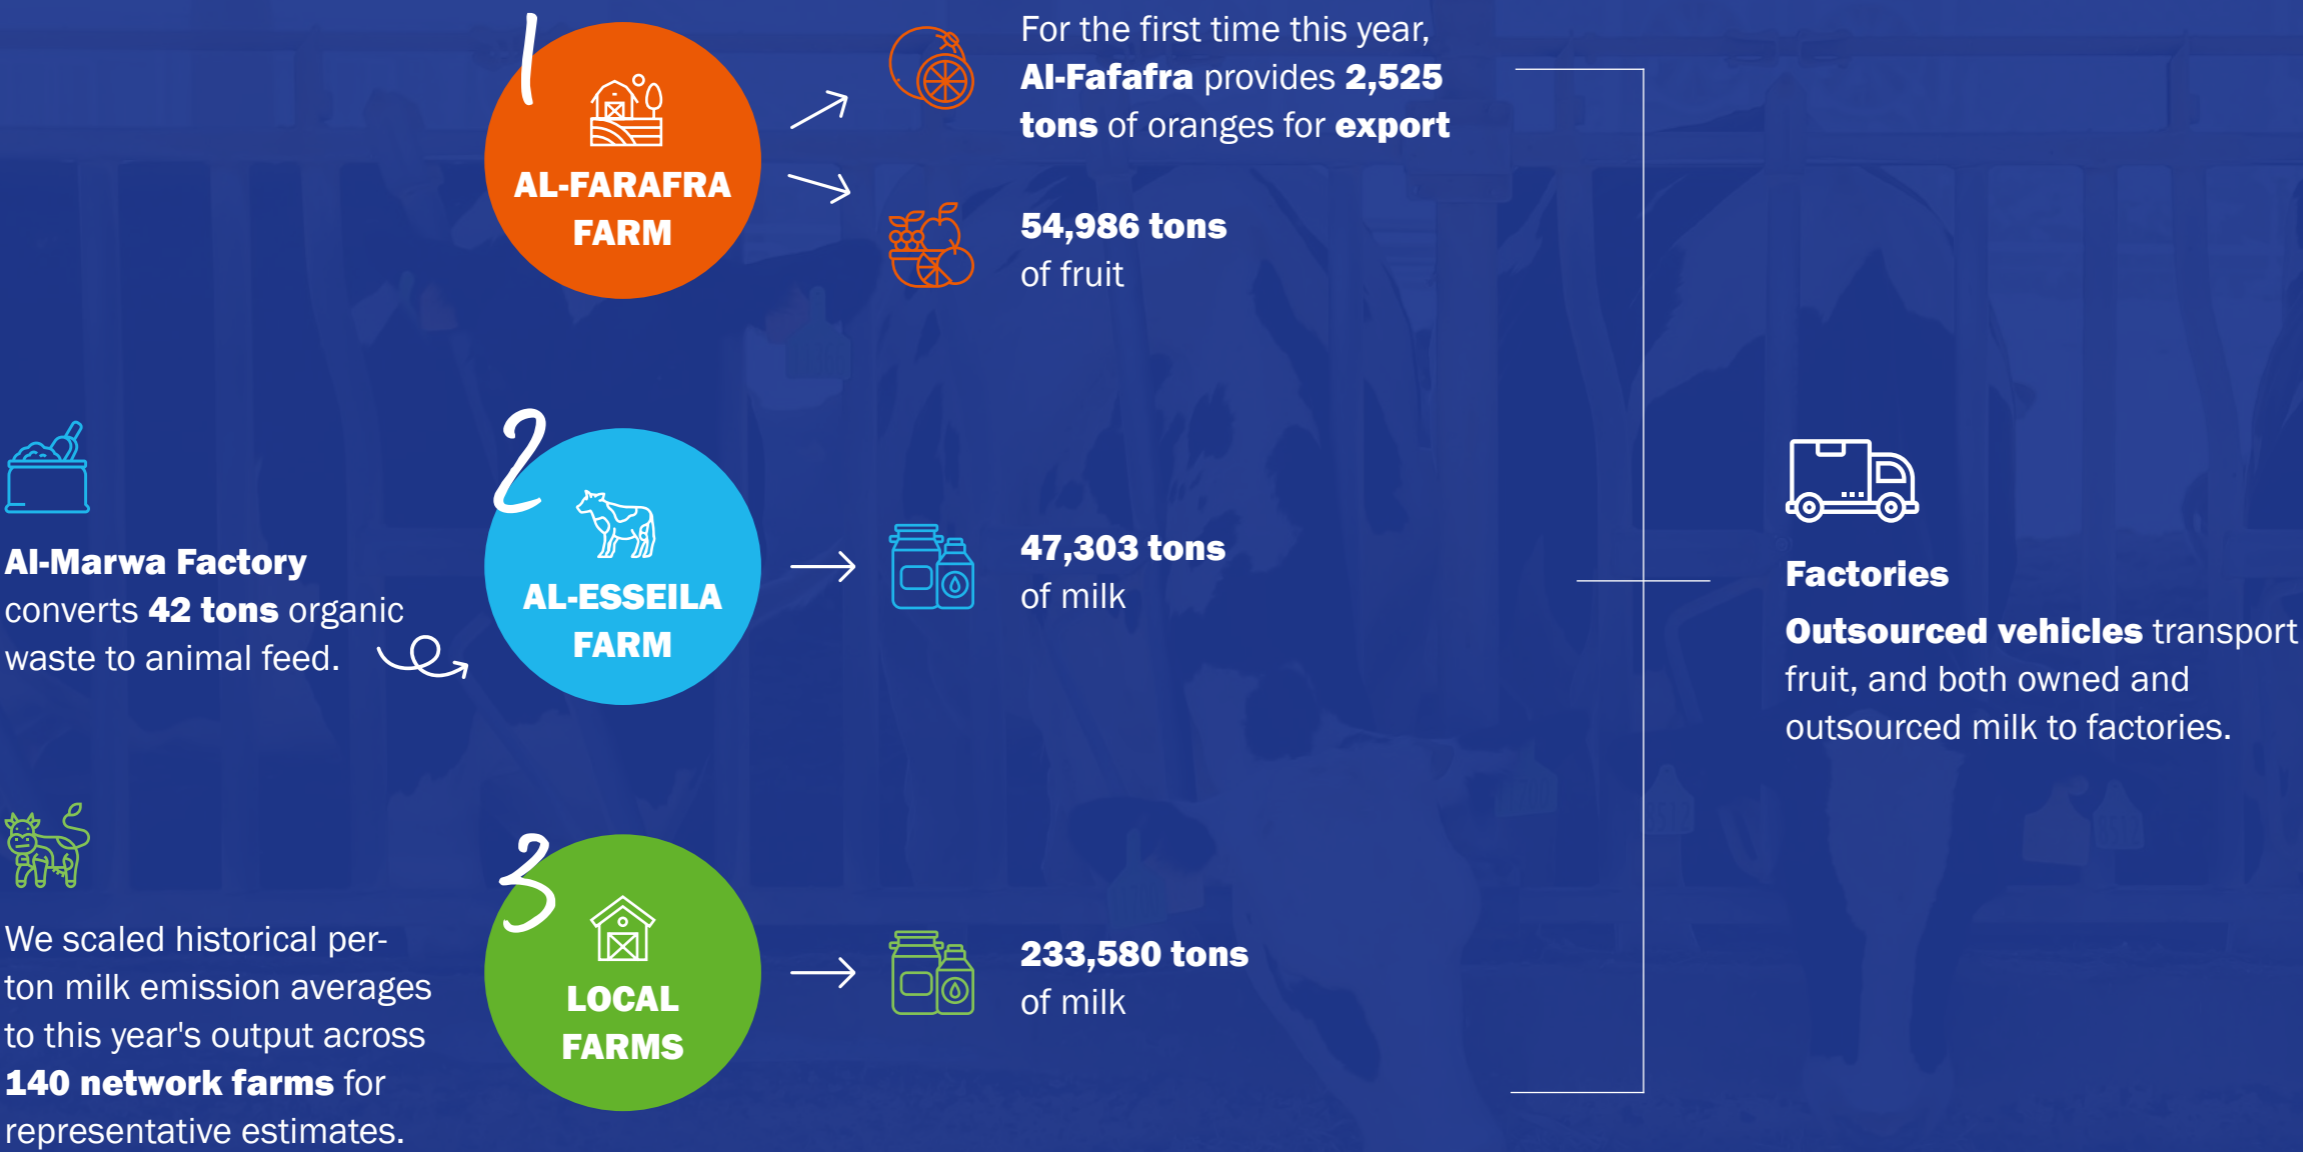 1
AL-FARAFRA
FARM
For the first time this year,
Al-Fafafra provides 2,525
tons of oranges for export
54,986 tons
of fruit
Al-Marwa Factory
converts 42 tons organic
waste to animal feed.
2
AL-ESSEILA
FARM
47,303 tons
of milk
We scaled historical per-
ton milk emission averages
to this year's output across
140 network farms for
representative estimates.
3
LOCAL
FARMS
233,580 tons
of milk
Factories
Outsourced vehicles transport
fruit, and both owned and
outsourced milk to factories.